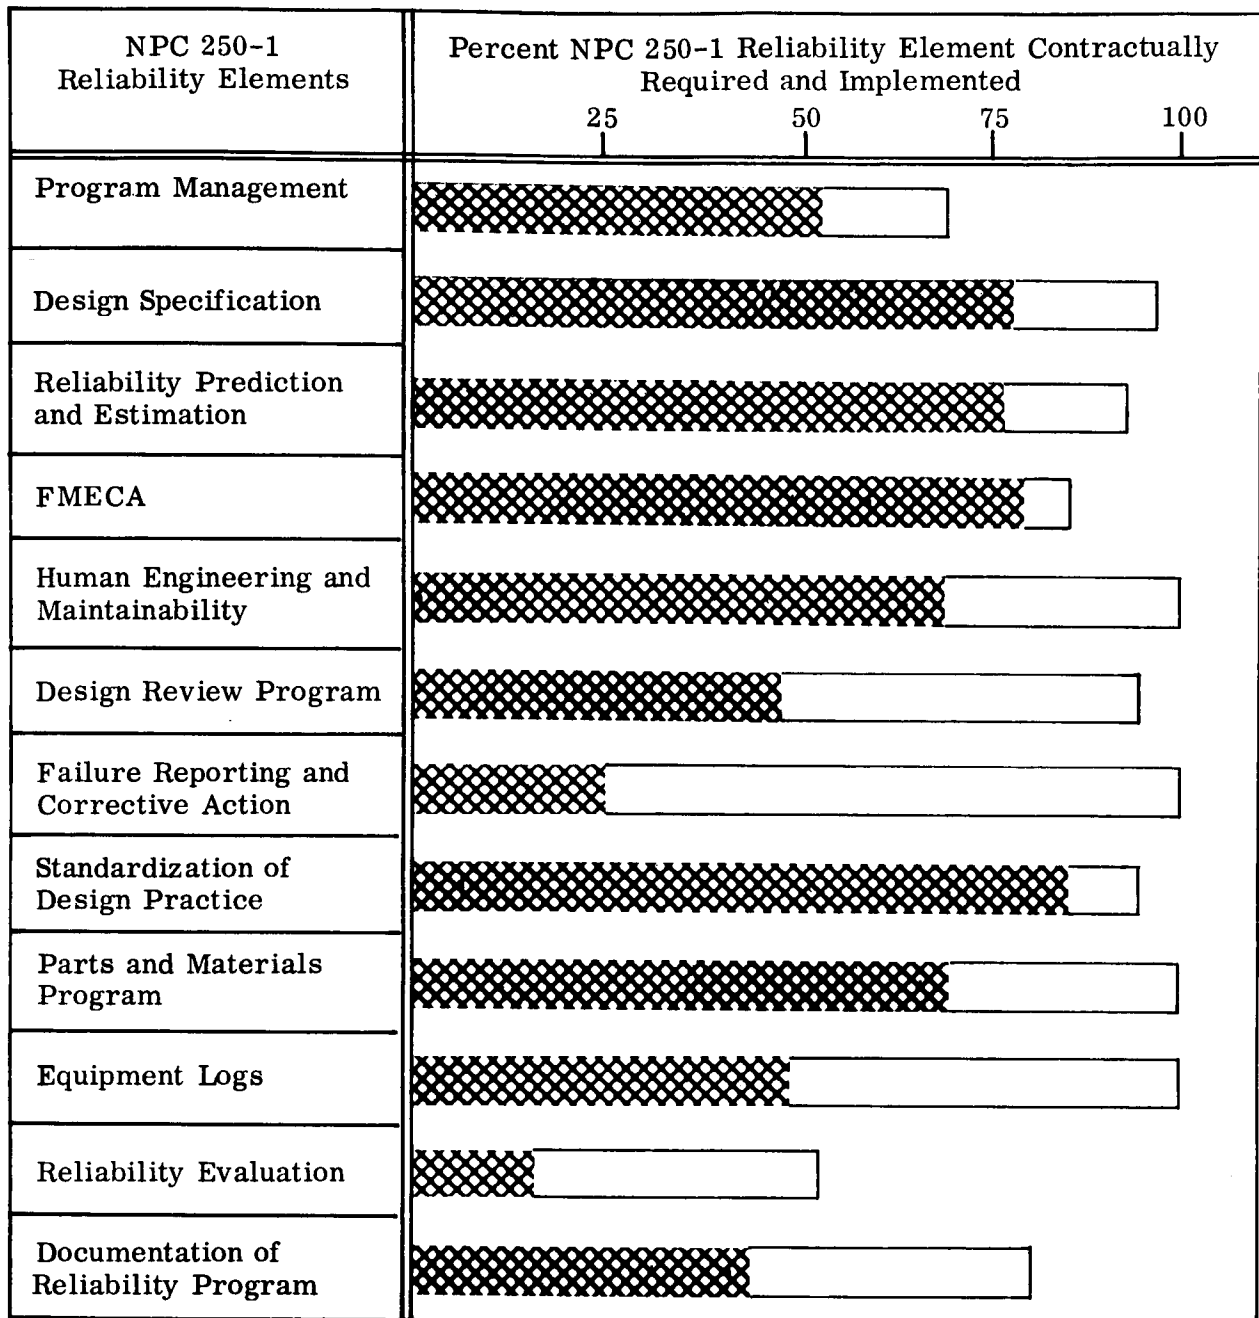 NPC 250-1
Reliability Elements
Percent NPC 250-1 Reliability Element Contractually
Required and Implemented
25 50 75 100
Program Management
Design Specification
Reliability Prediction
and Estimation
FMECA
Human Engineering and
Maintainability
Design Review Program
Failure Reporting and
Corrective Action
Standardization of
Design Practice
Parts and Materials
Program
Equipment Logs
Reliability Evaluation
Documentation of
Reliability Program